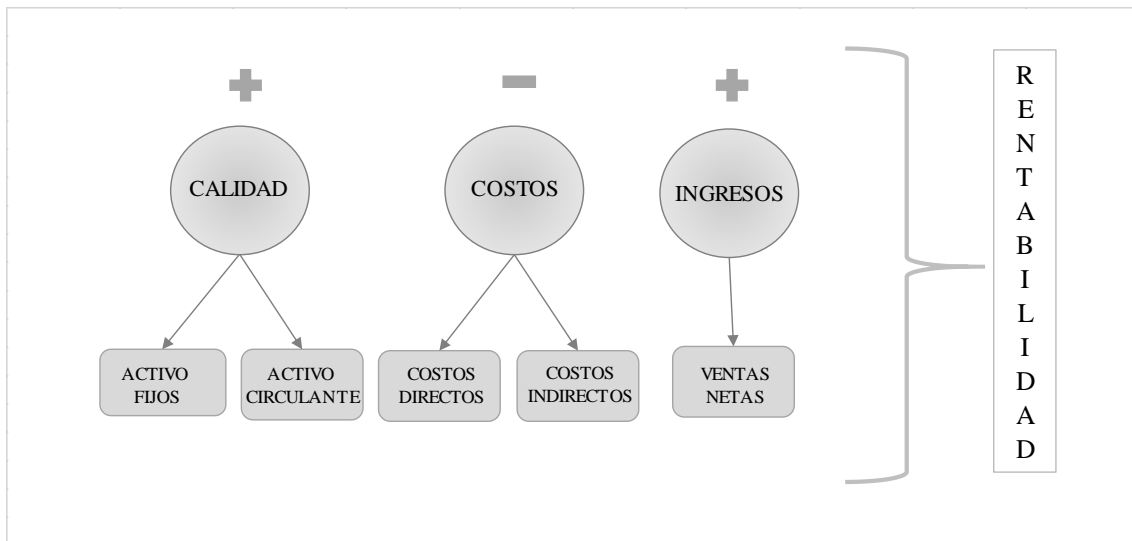 + - +
CALIDAD
COSTOS
INGRESOS
ACTIVO
FIJOS
ACTIVO
CIRCULANTE
COSTOS
DIRECTOS
COSTOS
INDIRECTOS
VENTAS
NETAS
R
E
N
T
A
B
I
L
I
D
A
D